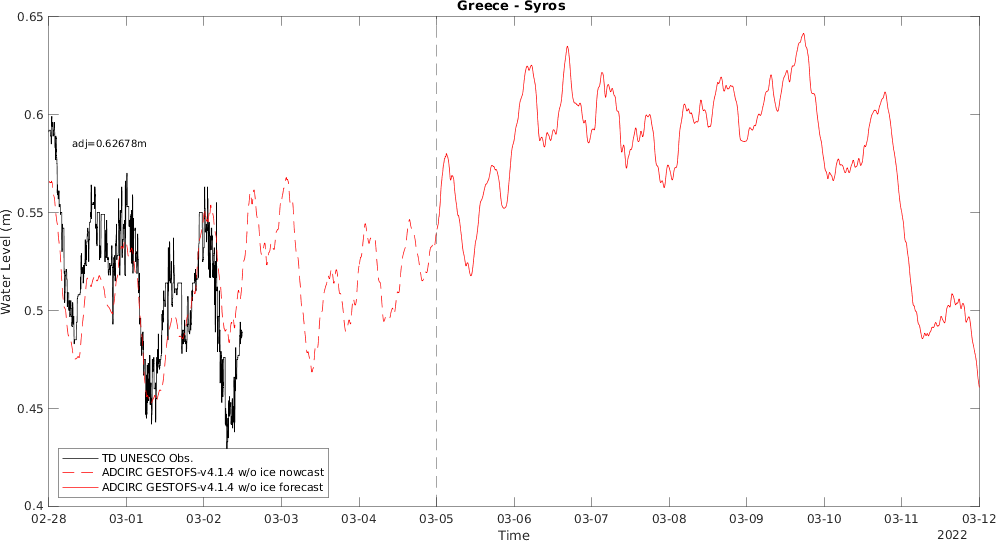 Greece - Syros
0.65
0.6
0.55
0.5
0.45
0.4
Water Level (m)
adj=0.62678m
TD UNESCO Obs.
ADCIRC GESTOFS-v4.1.4 w/o ice nowcast
ADCIRC GESTOFS-v4.1.4 w/o ice forecast
02-28 03-01 03-02 03-03 03-04 03-05 03-06 03-07 03-08 03-09 03-10 03-11 03-12
Time
2022